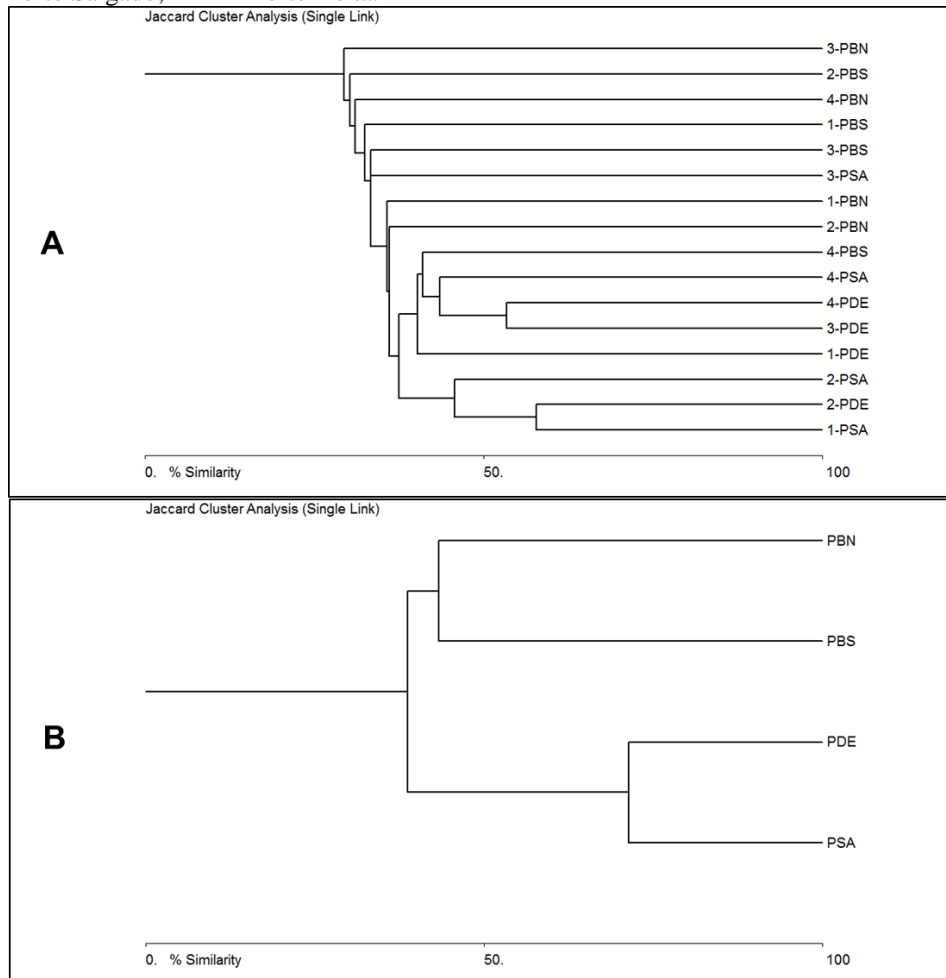 Jaccard Cluster Analysis (Single Link)
3-PBN
2-PBS
4-PBN
1-PBS
3-PBS
3-PSA
1-PBN
2-PBN
A
4-PBS
4-PSA
4-PDE
3-PDE
1-PDE
2-PSA
2-PDE
1-PSA
0. % Similarity 50. 100
Jaccard Cluster Analysis (Single Link)
PBN
PBS
B
PDE
PSA
0. % Similarity 50. 100